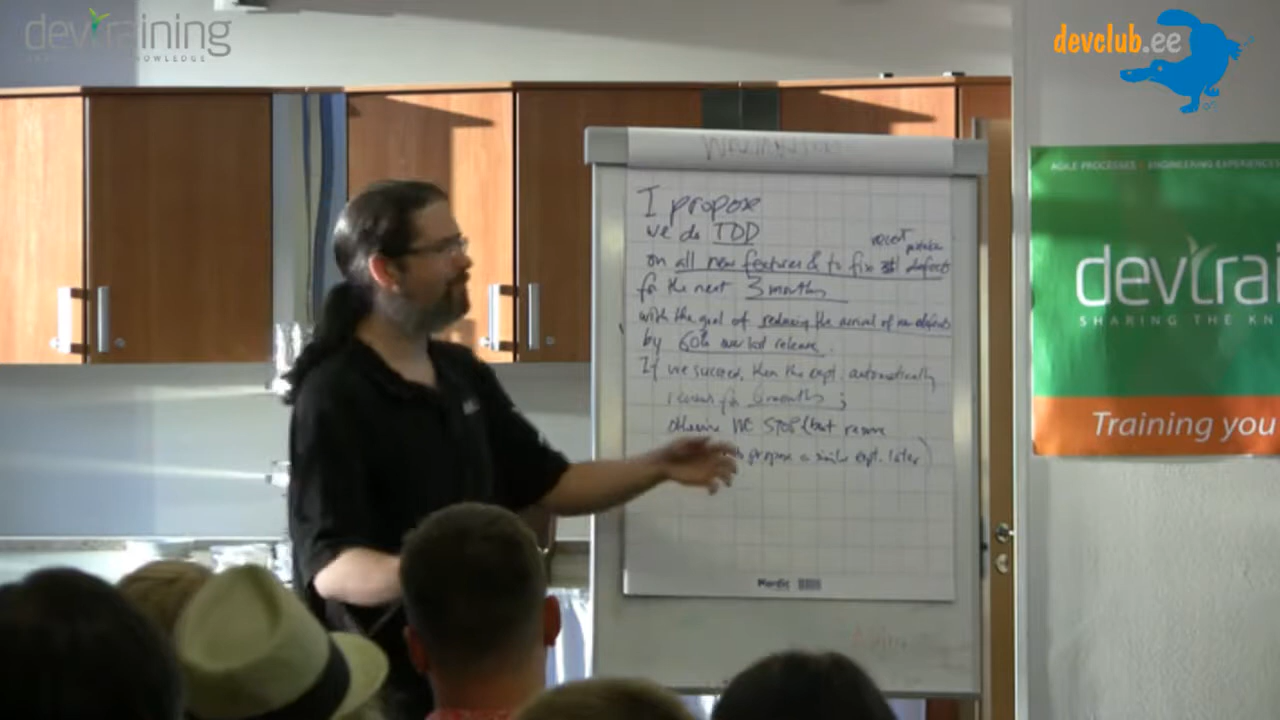 devtraining
KNOWLEDGE
devclub.ee
I propose
we do TDD
recent
on all new features & to fix defects
for the next 3 months
with the goal of reducing the arrival of new defects
by 60% over last release.
If we succeed, then the expt. automatically
renews for 6 months;
otherwise WE STOP (but reserve
propose a similar expt. later)
Nordic
AGILE PROCESSES ENGINEERING EXPERIENCES
devtrai
SHARING THE KN
Training you